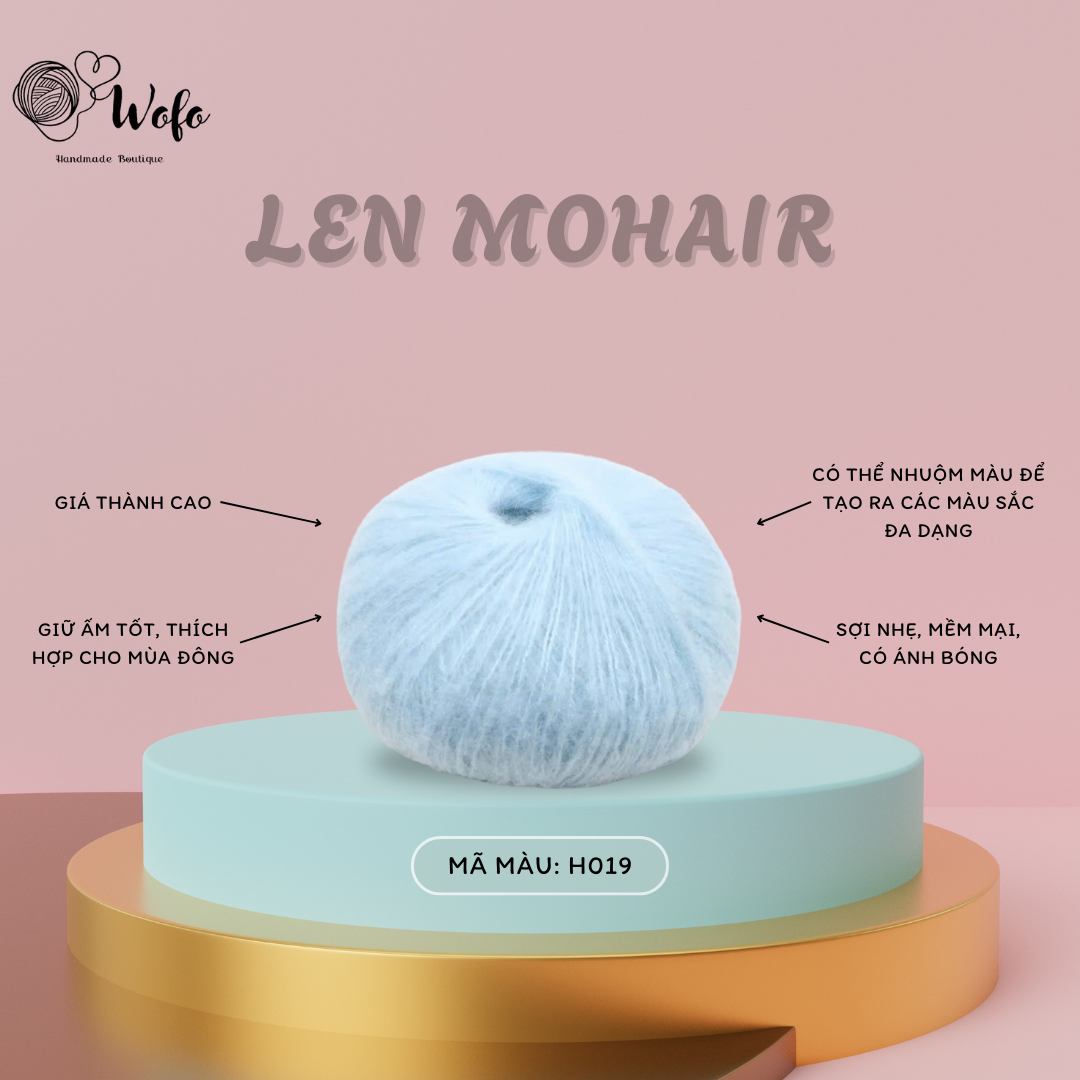 Wofo
Handmade Boutique
LEN MOHAIR
GIÁ THÀNH CAO
CÓ THỂ NHUỘM MÀU ĐỂ
TẠO RA CÁC MÀU SẮC
ĐA DẠNG
GIỮ ẤM TỐT, THÍCH
HỢP CHO MÙA ĐÔNG
SỢI NHẸ, MỀM MẠI,
CÓ ÁNH BÓNG
MÃ MÀU: H019